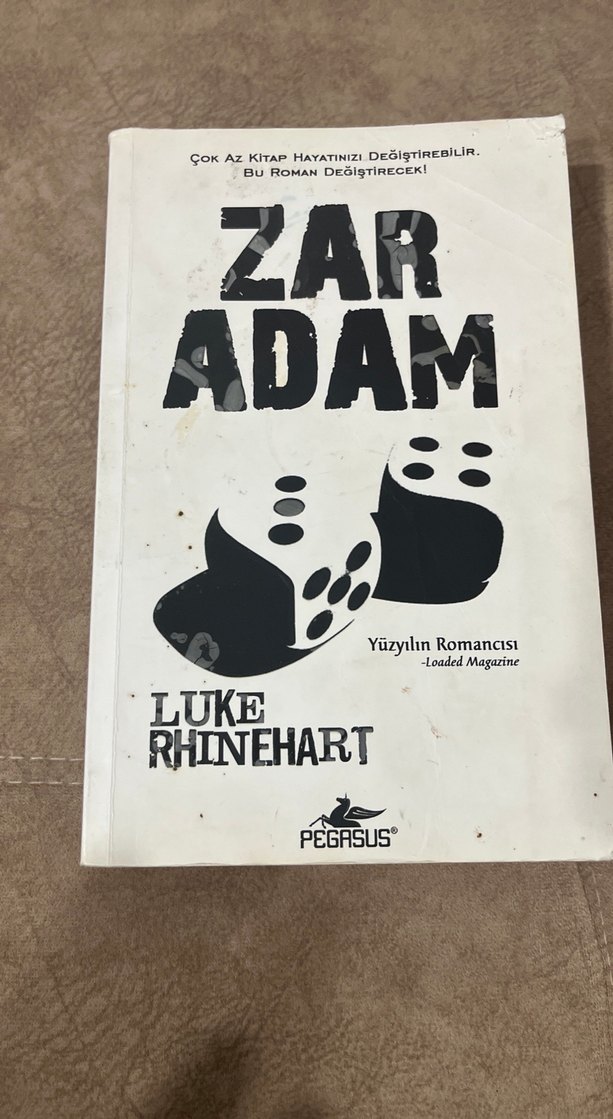 Çok Az Kitap Hayatınızı Değiştirebilir.
Bu Roman Değiştirecek!
ZAR
ADAM
Yüzyılın Romancısı
-Loaded Magazine
LUKE
RHINEHART
PEGASUS®